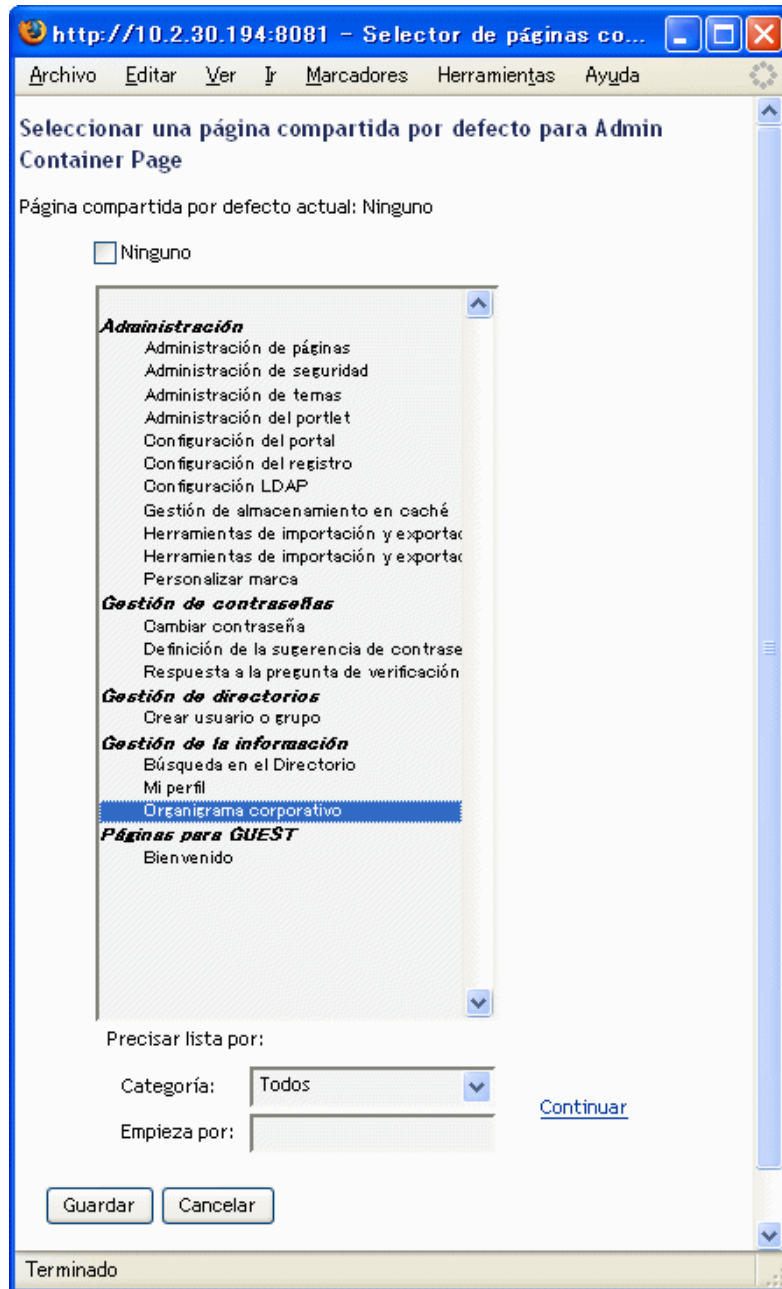 http://10.2.30.194:8081 - Selector de páginas co...
Archivo Editar Ver Ir Marcadores Herramientas Ayuda
Seleccionar una página compartida por defecto para Admin
Container Page
Página compartida por defecto actual: Ninguno
Ninguno
Administración
Administración de páginas
Administración de seguridad
Administración de temas
Administración del portlet
Configuración del portal
Configuración del registro
Configuración LDAP
Gestión de almacenamiento en caché
Herramientas de importación y exportac
Herramientas de importación y exportac
Personalizar marca
Gestión de contraseñas
Cambiar contraseña
Definición de la sugerencia de contrase
Respuesta a la pregunta de verificación
Gestión de directorios
Crear usuario o grupo
Gestión de la información
Búsqueda en el Directorio
Mi perfil
Organigrama corporativo
Páginas para GUEST
Bienvenido
Precisar lista por:
Categoría: Todos
Continuar
Empieza por:
Guardar Cancelar
Terminado